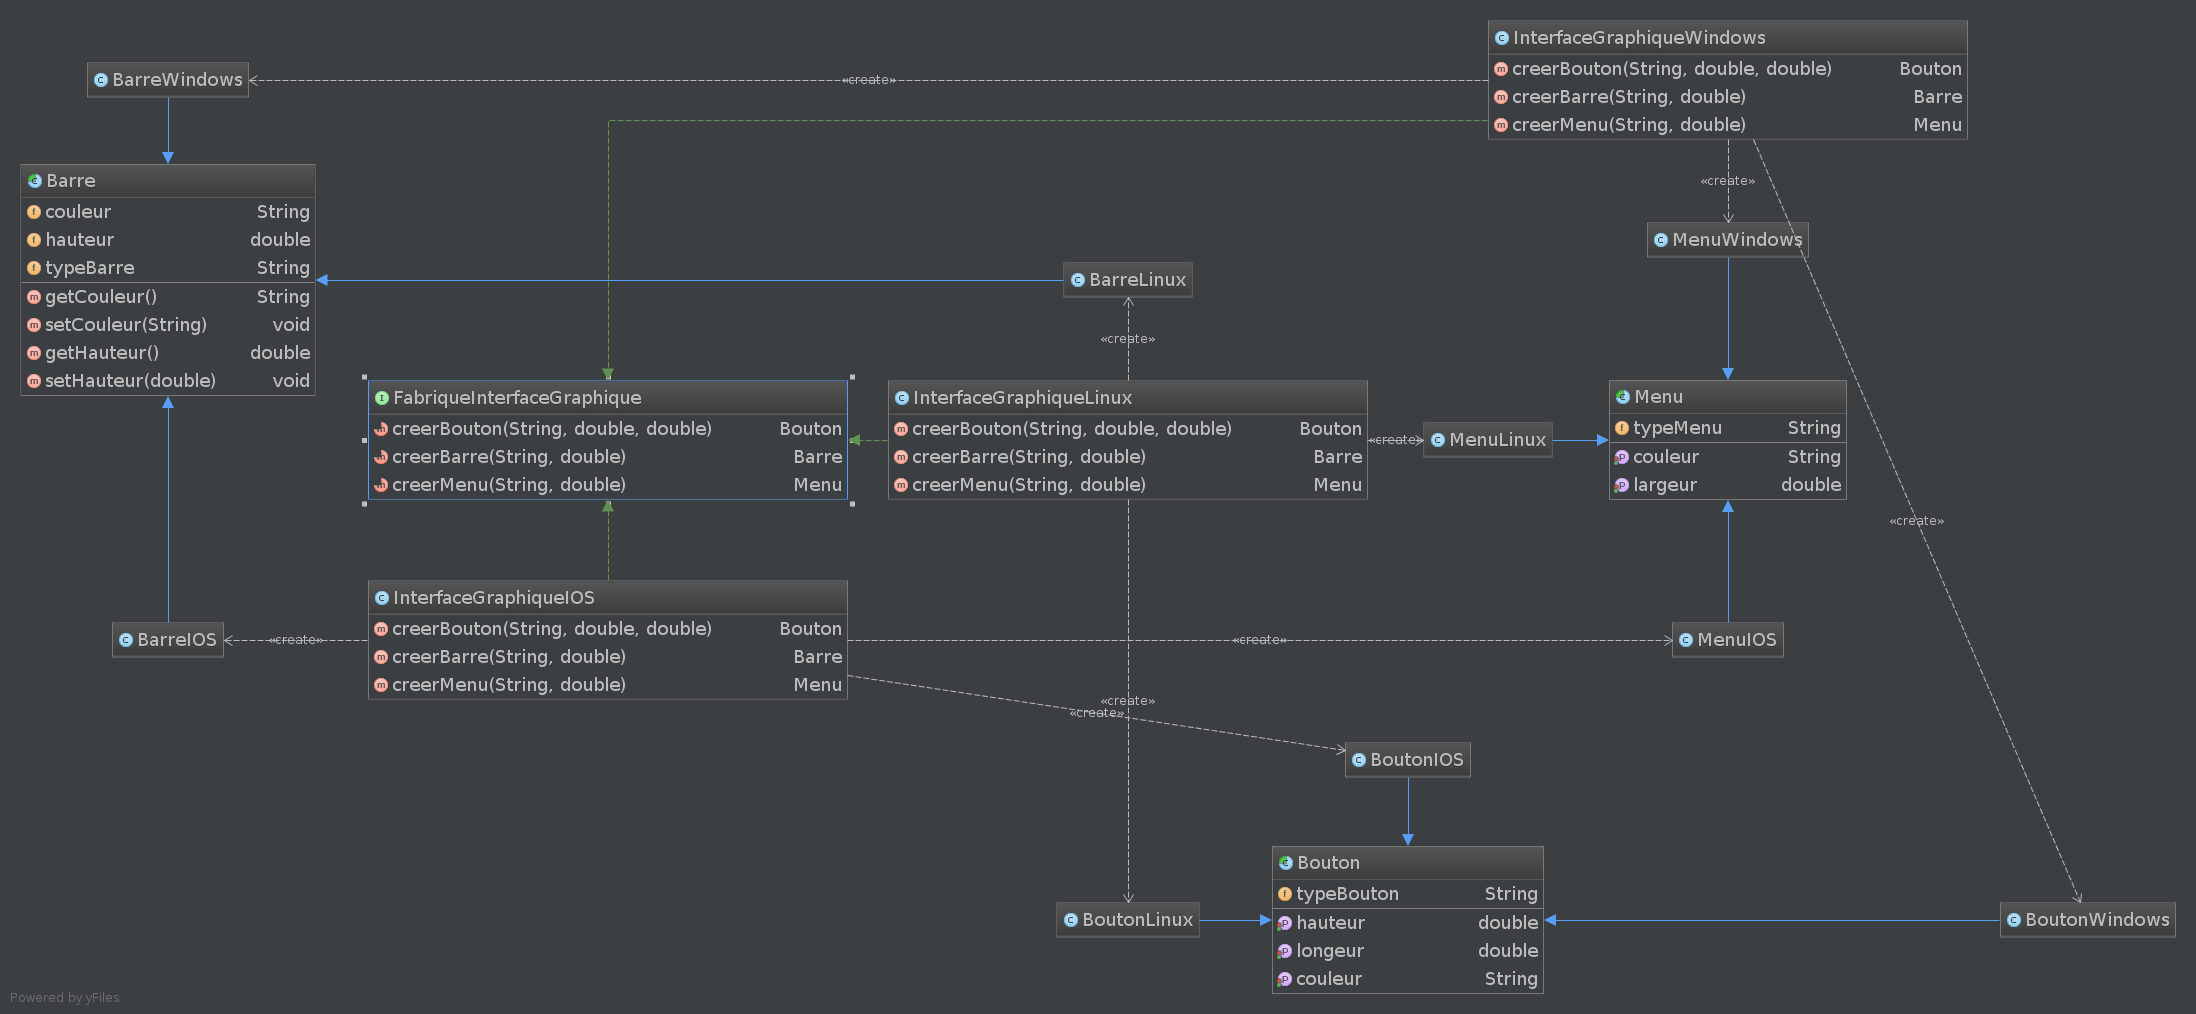 InterfaceGraphiqueWindows
creerBouton(String, double, double) Bouton
creerBarre(String, double) Barre
creerMenu(String, double) Menu
BarreWindows
«create»
Barre
couleur String
hauteur double
typeBarre String
getCouleur() String
setCouleur(String) void
getHauteur() double
setHauteur(double) void
«create»
MenuWindows
BarreLinux
«create»
FabriqueInterfaceGraphique
creerBouton(String, double, double) Bouton
creerBarre(String, double) Barre
creerMenu(String, double) Menu
InterfaceGraphiqueLinux
creerBouton(String, double, double) Bouton
creerBarre(String, double) Barre
creerMenu(String, double) Menu
«create»
MenuLinux
Menu
typeMenu String
couleur String
largeur double
«create»
InterfaceGraphiqueIOS
creerBouton(String, double, double) Bouton
creerBarre(String, double) Barre
creerMenu(String, double) Menu
BarreIOS
«create»
«create»
MenuIOS
«create»
«create»
BoutonIOS
Bouton
typeBouton String
hauteur double
longeur double
couleur String
BoutonLinux
BoutonWindows
Powered by yFiles